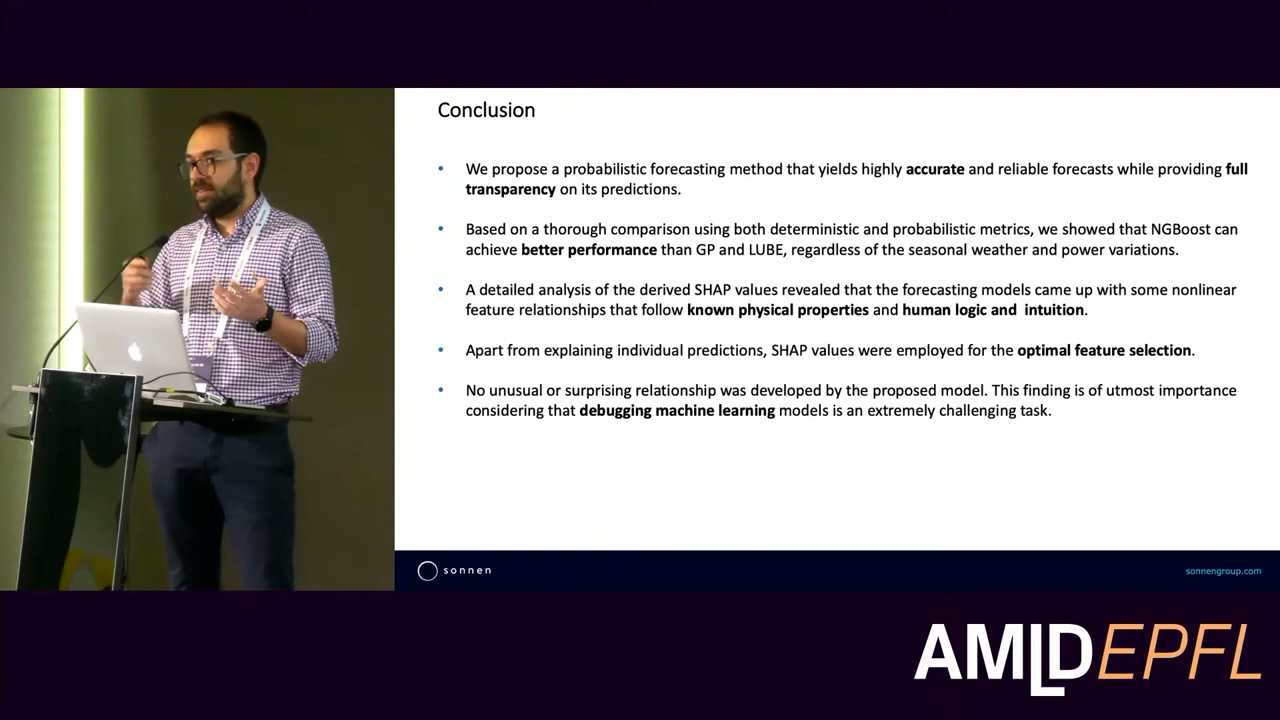 Conclusion
• We propose a probabilistic forecasting method that yields highly accurate and reliable forecasts while providing full
transparency on its predictions.
• Based on a thorough comparison using both deterministic and probabilistic metrics, we showed that NGBoost can
achieve better performance than GP and LUBE, regardless of the seasonal weather and power variations.
• A detailed analysis of the derived SHAP values revealed that the forecasting models came up with some nonlinear
feature relationships that follow known physical properties and human logic and  intuition.
• Apart from explaining individual predictions, SHAP values were employed for the optimal feature selection.
• No unusual or surprising relationship was developed by the proposed model. This finding is of utmost importance
considering that debugging machine learning models is an extremely challenging task.
sonnen
sonnengroup.com
AMLDEPFL